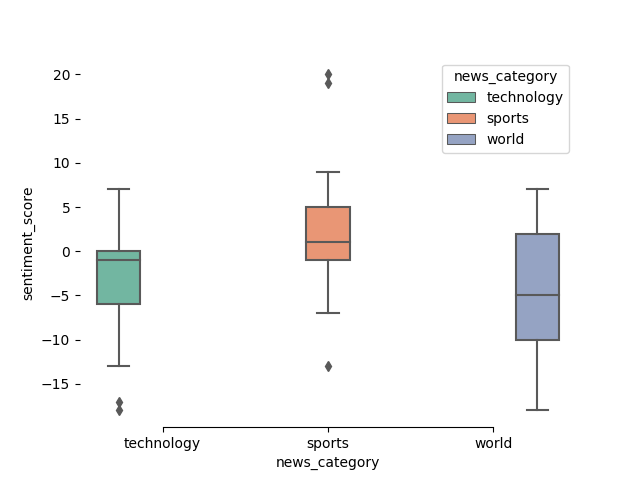 news_category
technology
sports
world
20
15
10
5
0
−5
−10
−15
sentiment_score
technology sports world
news_category